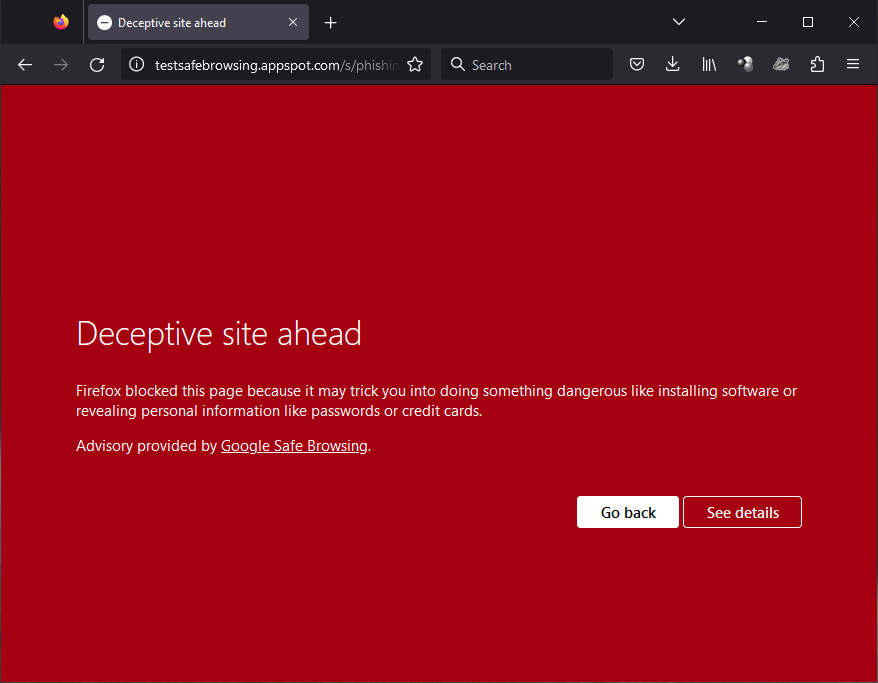 Deceptive site ahead
testsafebrowsing.appspot.com/s/phishin
Search
Deceptive site ahead
Firefox blocked this page because it may trick you into doing something dangerous like installing software or
revealing personal information like passwords or credit cards.
Advisory provided by Google Safe Browsing.
Go back
See details